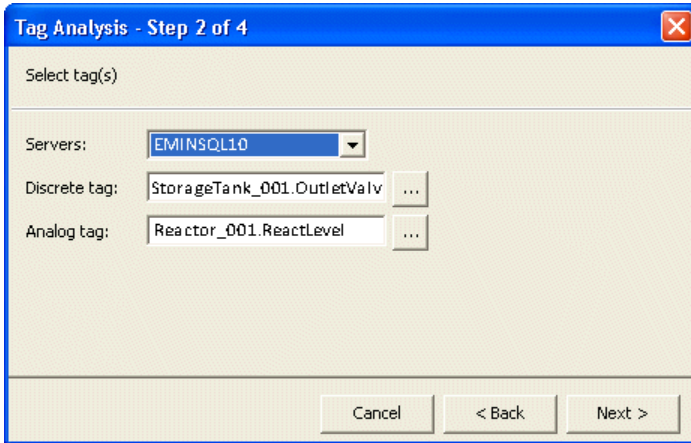 Tag Analysis - Step 2 of 4
Select tag(s)
Servers: EMINSQL10
Discrete tag: StorageTank_001.OutletValv ...
Analog tag: Reactor_001.ReactLevel ...
Cancel < Back Next >